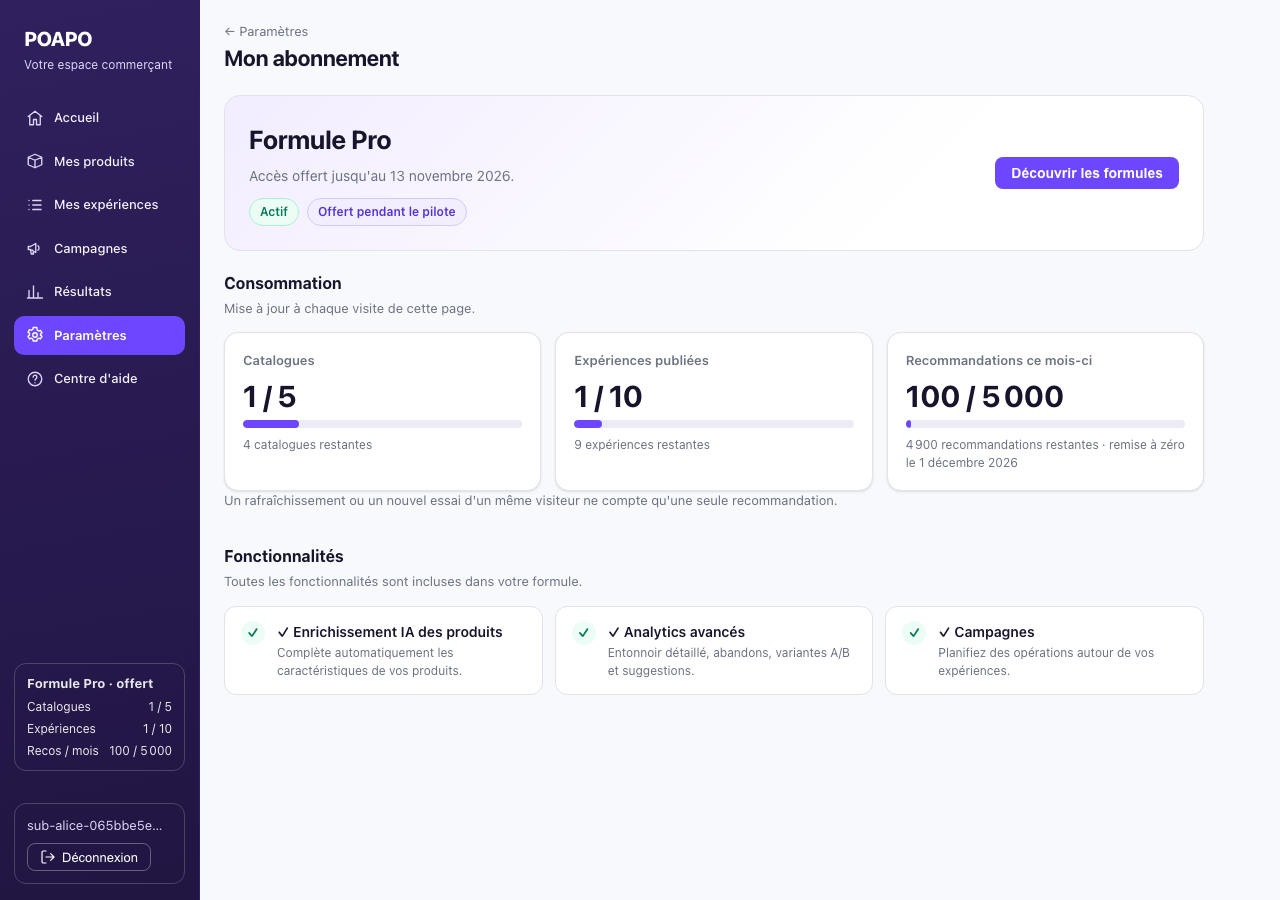 POAPO
Votre espace commerçant
Accueil
Mes produits
Mes expériences
Campagnes
Résultats
Paramètres
Centre d'aide
Formule Pro · offert
Catalogues 1 / 5
Expériences 1 / 10
Recos / mois 100 / 5 000
sub-alice-065bbe5e...
Déconnexion
← Paramètres
Mon abonnement
Formule Pro
Accès offert jusqu'au 13 novembre 2026.
Actif Offert pendant le pilote
Découvrir les formules
Consommation
Mise à jour à chaque visite de cette page.
Catalogues
1 / 5
4 catalogues restantes
Expériences publiées
1 / 10
9 expériences restantes
Recommandations ce mois-ci
100 / 5 000
4 900 recommandations restantes · remise à zéro
le 1 décembre 2026
Un rafraîchissement ou un nouvel essai d'un même visiteur ne compte qu'une seule recommandation.
Fonctionnalités
Toutes les fonctionnalités sont incluses dans votre formule.
✓ Enrichissement IA des produits
Complète automatiquement les
caractéristiques de vos produits.
✓ Analytics avancés
Entonnoir détaillé, abandons, variantes A/B
et suggestions.
✓ Campagnes
Planifiez des opérations autour de vos
expériences.